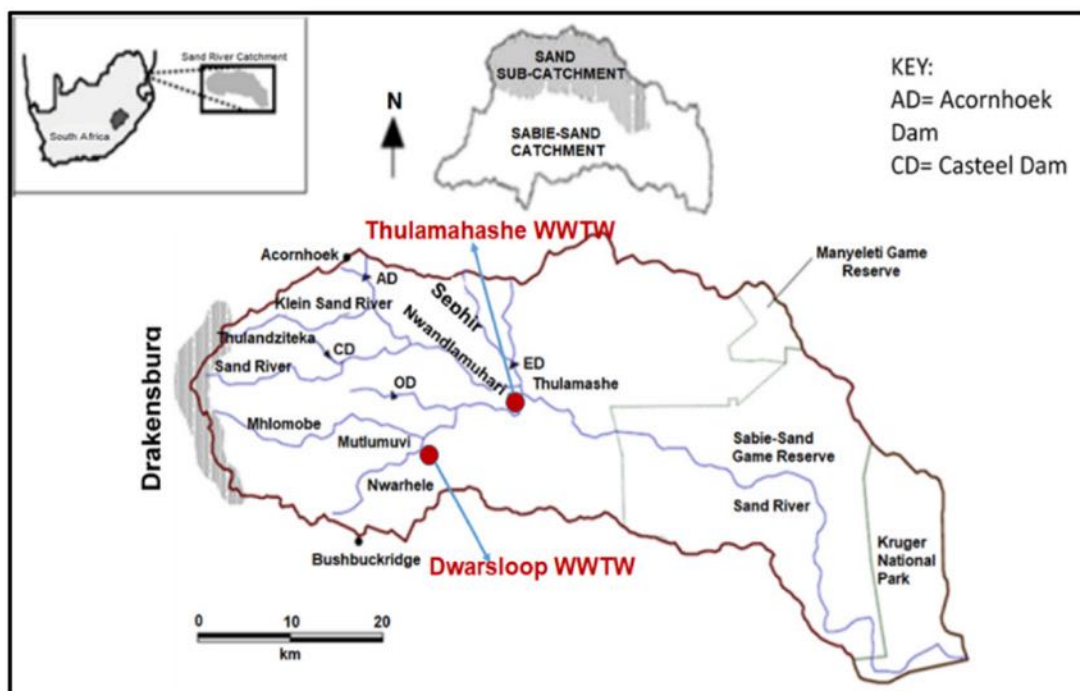 Sand River Catchment
South Africa
N
SAND
SUB-CATCHMENT
SABIE-SAND
CATCHMENT
KEY:
AD= Acornhoek
Dam
CD= Casteel Dam
Thulamahashe WWTW
Acornhoek
AD
Manyeleti Game
Reserve
Klein Sand River
Sephir
Nwandlamuhari
Thulandziteka
CD
Sand River
ED
Thulamashe
OD
Drakensburg
Mhlomobe
Mutlumuvi
Sabie-Sand
Game Reserve
Nwarhele
Sand River
Bushbuckridge
Dwarsloop WWTW
Kruger
National
Park
0 10 20
km